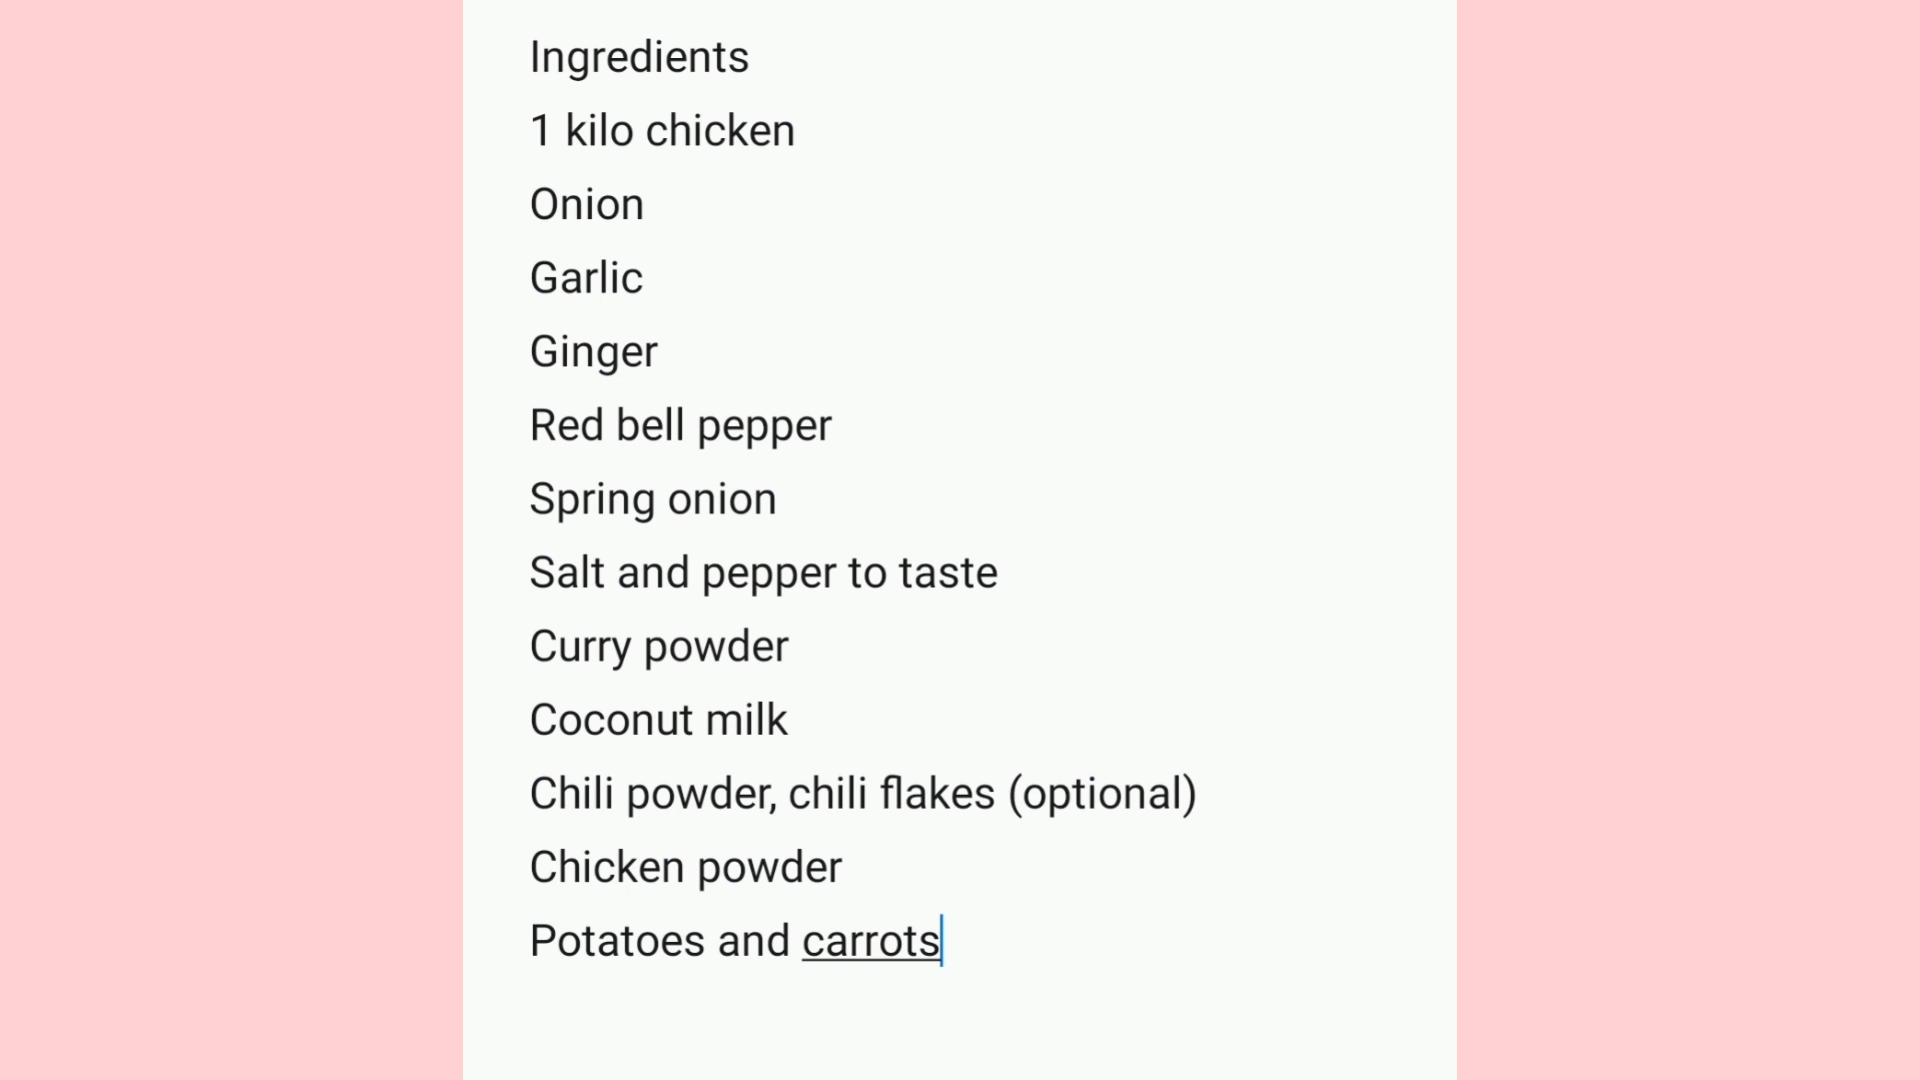 Ingredients
1 kilo chicken
Onion
Garlic
Ginger
Red bell pepper
Spring onion
Salt and pepper to taste
Curry powder
Coconut milk
Chili powder, chili flakes (optional)
Chicken powder
Potatoes and carrots